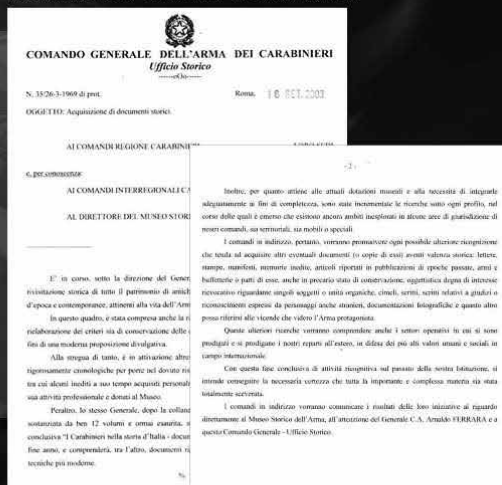 COMANDO GENERALE DELL'ARMA DEI CARABINIERI
Ufficio Storico
N. 35/26-3-1969 di prot.
Roma,
OGGETTO: Acquisizione di documenti storici.
AI COMANDI REGIONE CARABINIE
e, per conoscenza:
AI COMANDI INTERREGIONALI CA
AL DIRETTORE DEL MUSEO STOR
E' in corso, sotto la direzione del Gener
rivisitazione storica di tutto il patrimonio di antich
d'epoca e contemporanee, attinenti alla vita dell'Arm
In questo quadro, è stata compresa anche la ri
rielaborazione dei criteri sia di conservazione delle
fini di una moderna proposizione divulgativa.
Alla stregua di tanto, è in attivazione altre
rigorosamente cronologiche per porre nel dovuto ris
tra cui alcuni inediti a suo tempo acquisiti personal
sua attività professionale e donati al Museo.
Peraltro, lo stesso Generale, dopo la collan
sostanziata da ben 12 volumi e ormai esaurita, s
conclusiva "I Carabinieri nella storia d'Italia - docum
fine anno, e comprenderà, tra l'altro, documenti r
tecniche più moderne.
-2-
Inoltre, per quanto attiene alle attuali dotazioni museali e alla necessità di integrarle
adeguatamente ai fini di completezza, sono state incrementate le ricerche sotto ogni profilo, nel
corso delle quali è emerso che esistono ancora ambiti inesplorati in alcune aree di giurisdizione di
nostri comandi, sia territoriali, sia mobili o speciali.
I comandi in indirizzo, pertanto, vorranno promuovere ogni possibile ulteriore ricognizione
che tenda ad acquisire altri eventuali documenti (o copie di essi) aventi valenza storica: lettere,
stampe, manifesti, memorie inedite, articoli riportati in pubblicazioni di epoche passate, armi e
buffetterie o parti di esse, anche in precario stato di conservazione, oggettistica degna di interesse
rievocativo riguardante singoli soggetti o unità organiche, cimeli, scritti, scritti relativi a giudizi o
riconoscimenti espressi da personaggi anche stranieri, documentazioni fotografiche e quanto altro
possa riferirsi alle vicende che videro l'Arma protagonista.
Queste ulteriori ricerche vorranno comprendere anche i settori operativi in cui si sono
prodigati e si prodigano i nostri reparti all'estero, in difesa dei più alti valori umani e sociali in
campo internazionale.
Con questa fase conclusiva di attività ricognitiva sul passato della nostra Istituzione, si
intende conseguire la necessaria certezza che tutta la importante e complessa materia sia stata
totalmente
I comandi in indirizzo vorranno comunicare i risultati delle loro iniziative al riguardo
direttamente al Museo Storico dell'Arma, all'attenzione del Generale C.A. Arnaldo FERRARA e a
questo Comando Generale - Ufficio Storico.